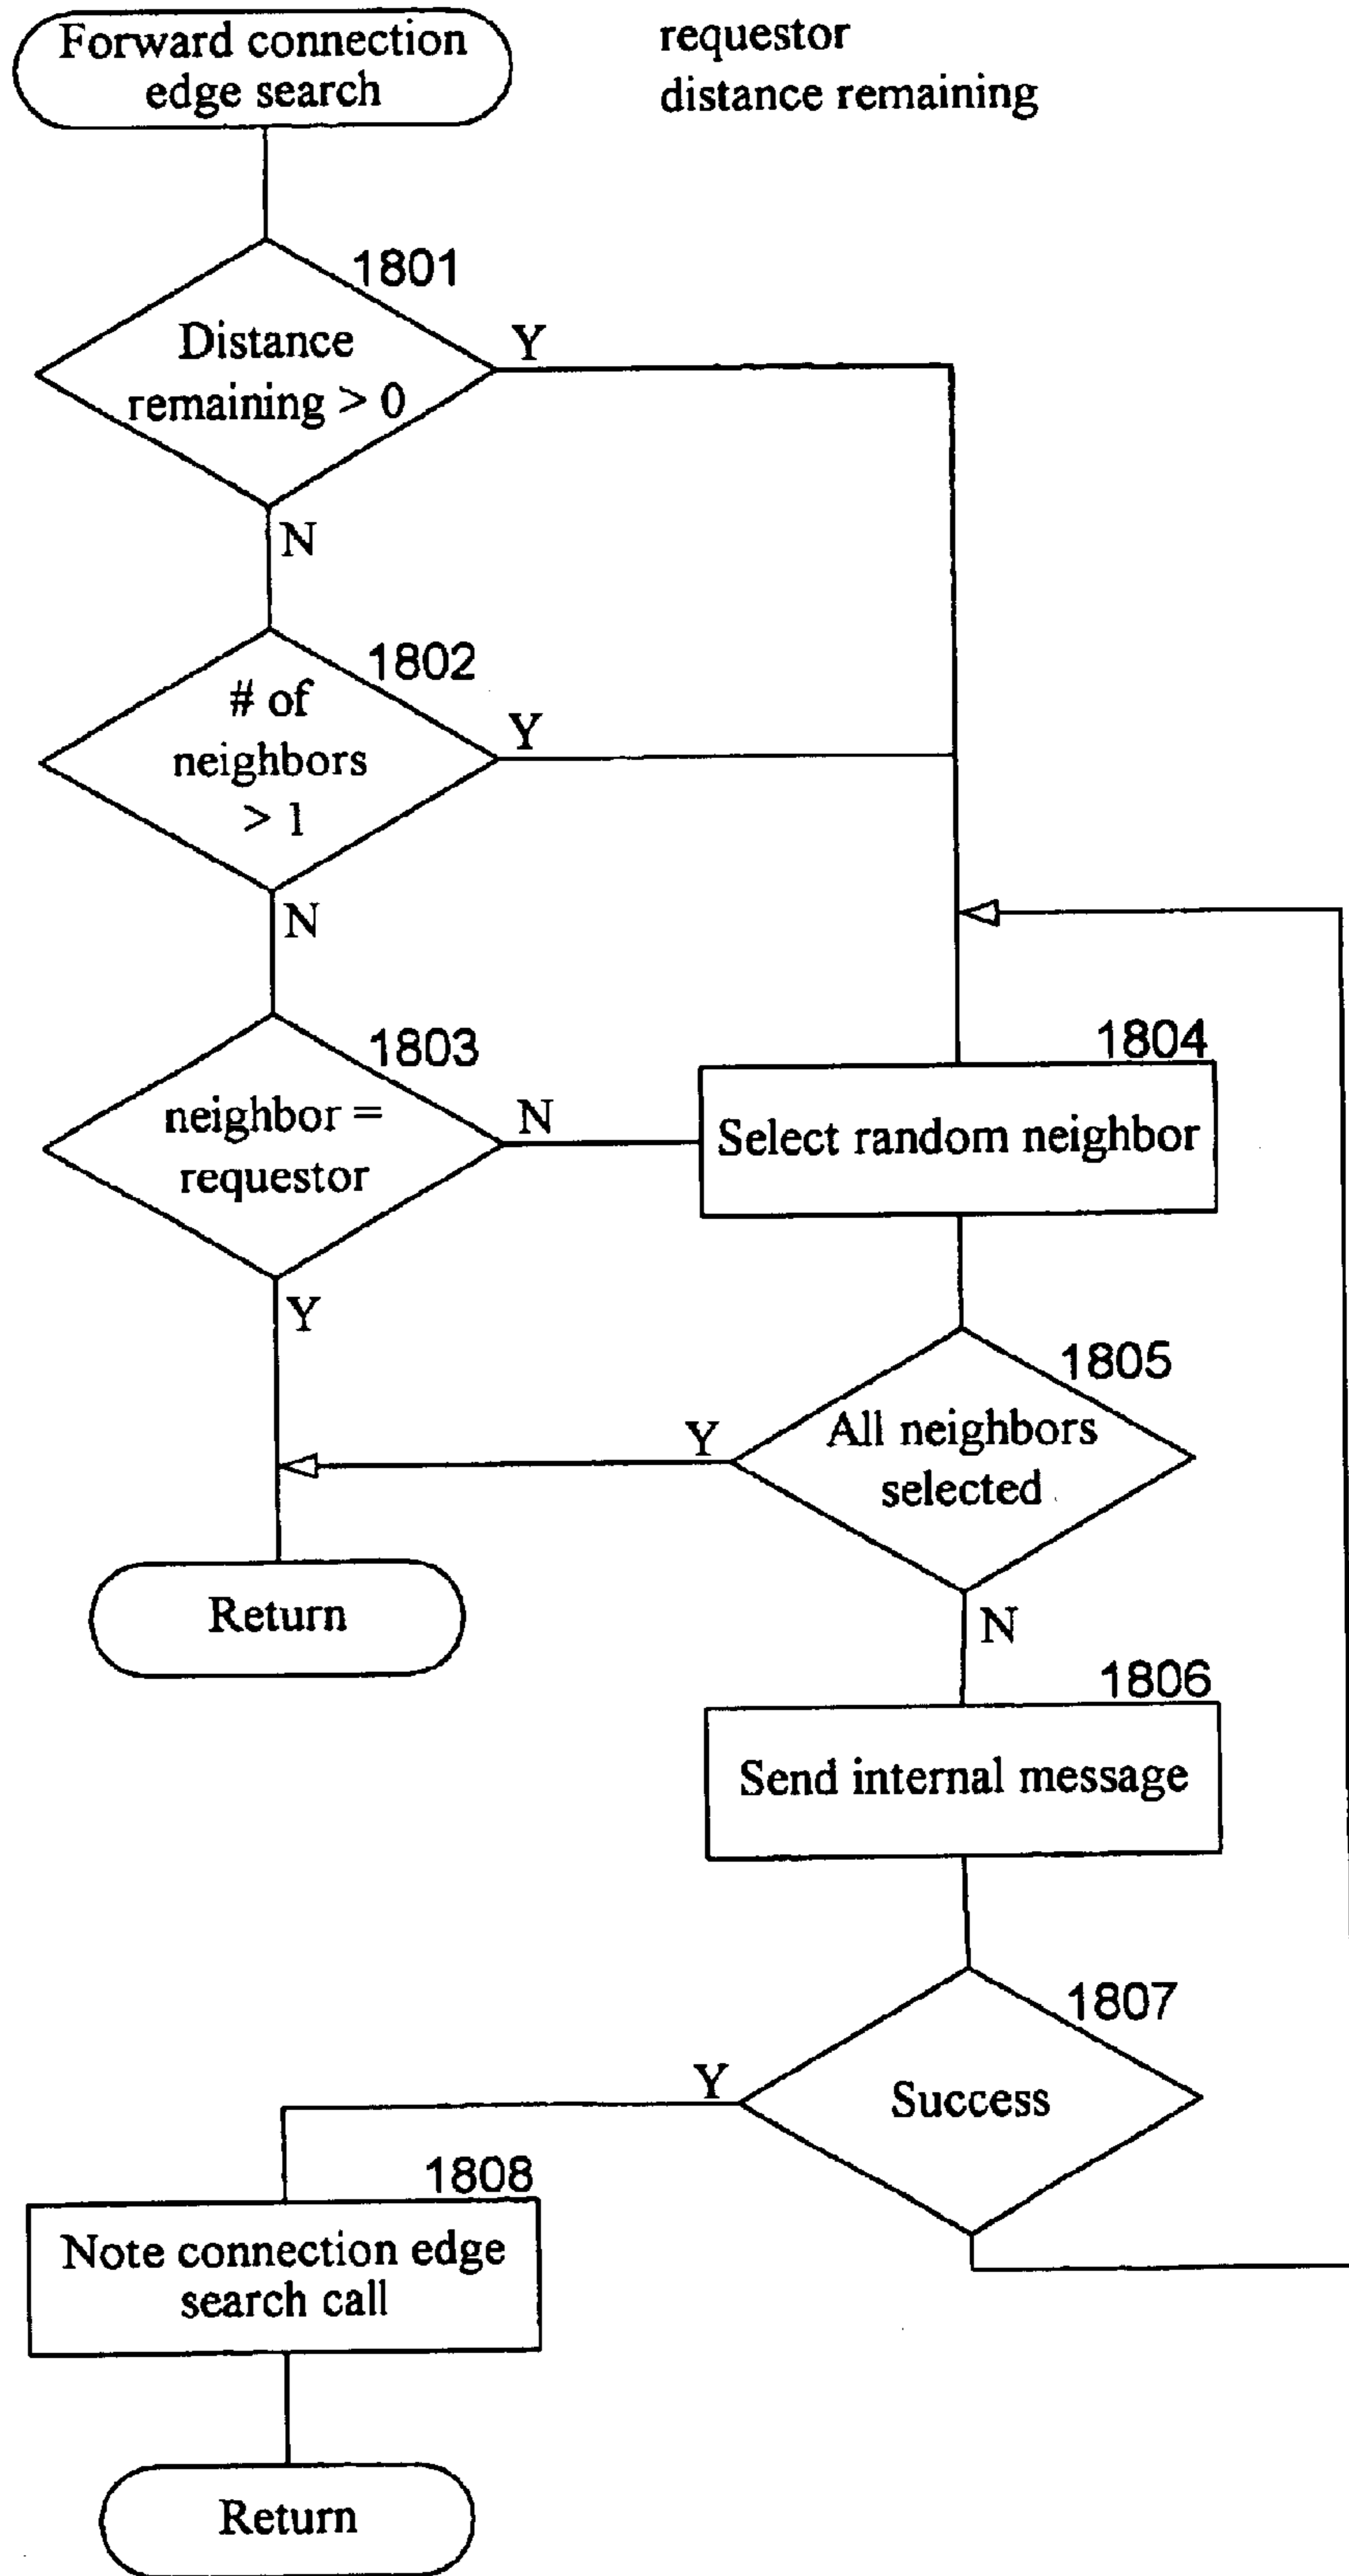 Forward connection
edge search
requestor
distance remaining
1801
Distance
remaining > 0
Y
N
1802
# of
neighbors
> 1
Y
N
1803
neighbor =
requestor
N
Y
1804
Select random neighbor
1805
All neighbors
selected
Y
N
Return
1806
Send internal message
1807
Success
Y
1808
Note connection edge
search call
Return